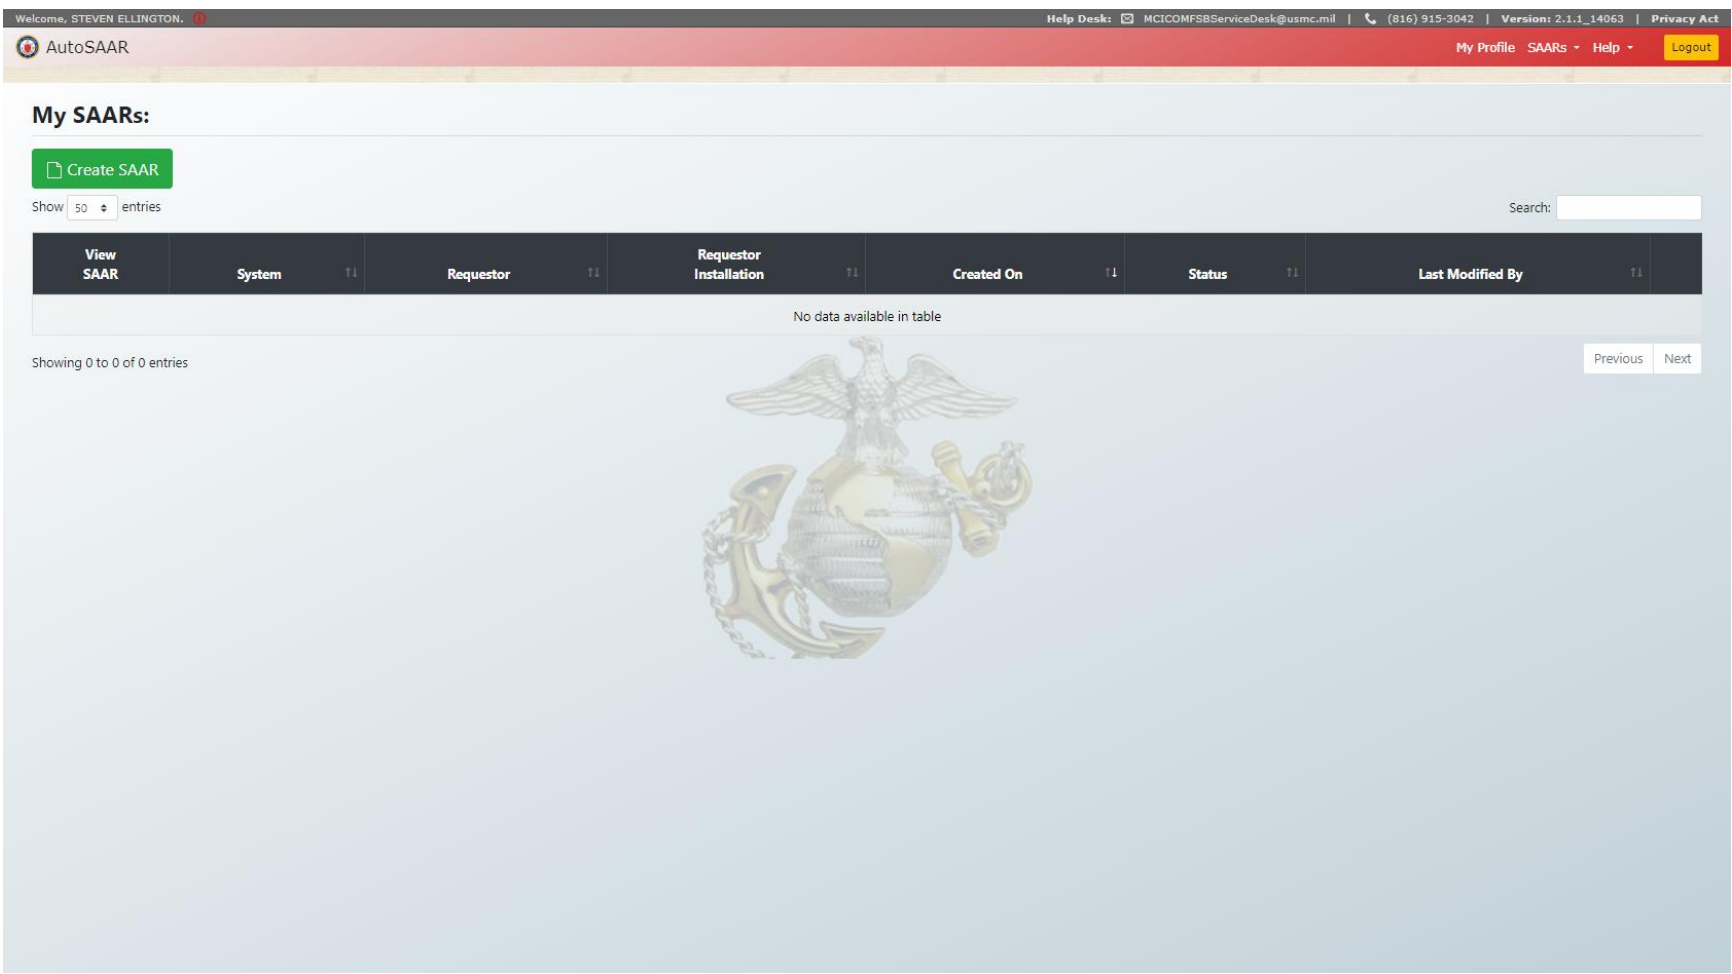 Welcome, STEVEN ELLINGTON.
Help Desk: MCICOMFSBServiceDesk@usmc.mil | (816) 915-3042 | Version: 2.1.1_14063 | Privacy Act
AutoSAAR
My Profile SAARs Help Logout
My SAARs:
Create SAAR
Show 50 entries
Search:
View SAAR
System
Requestor
Requestor Installation
Created On
Status
Last Modified By
No data available in table
Showing 0 to 0 of 0 entries
Previous Next